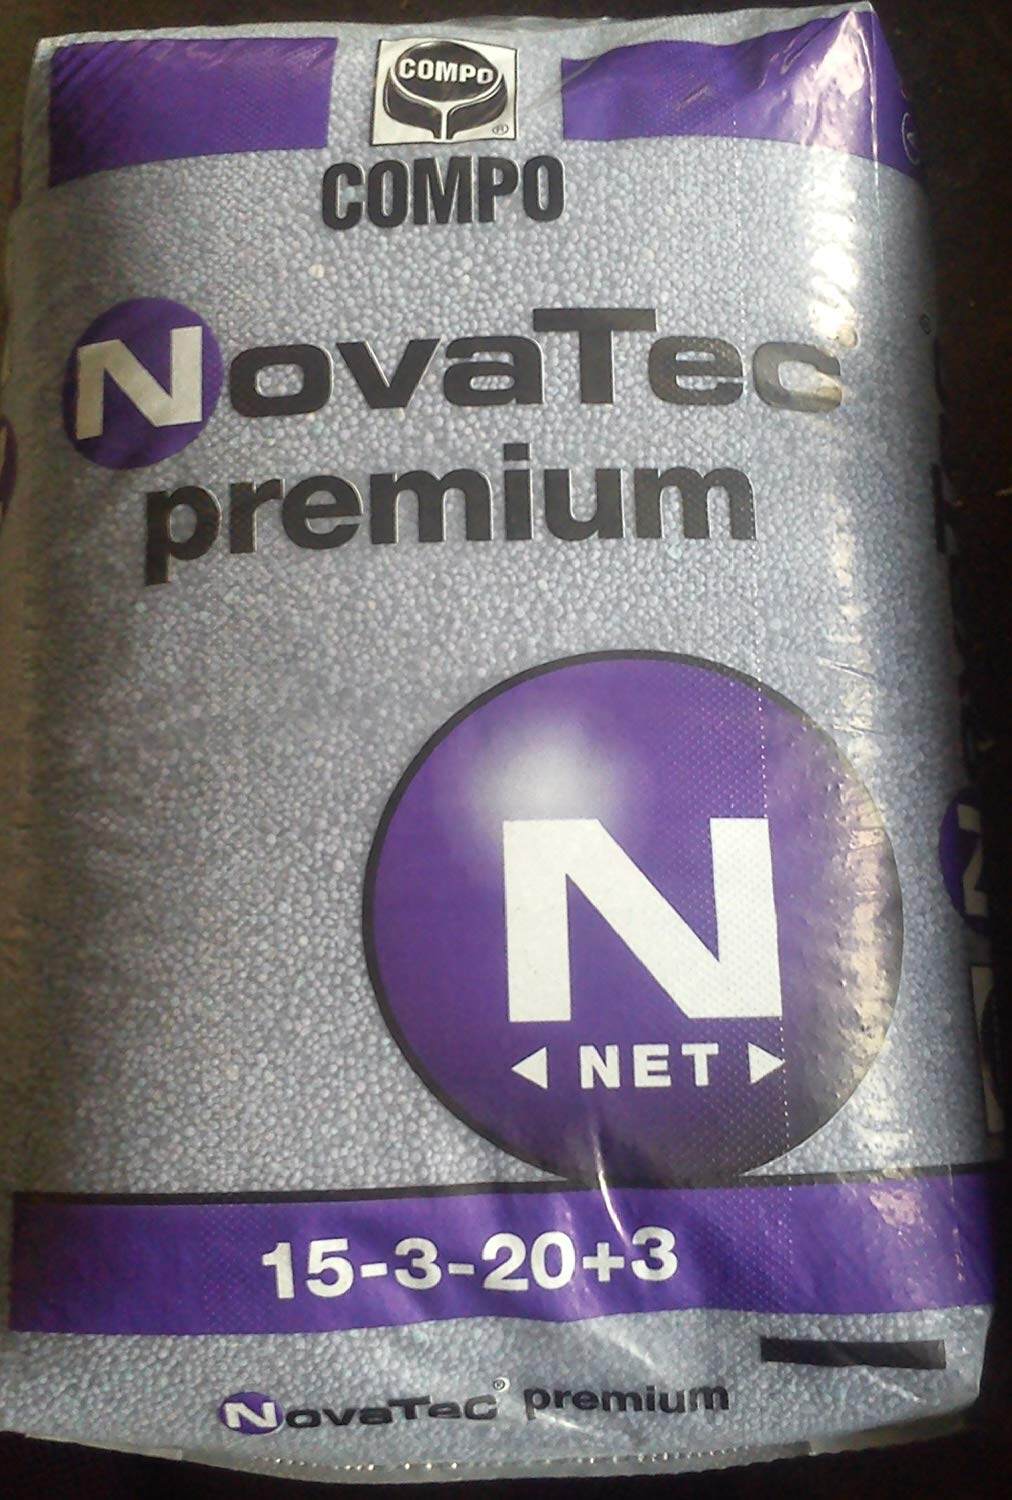 COMPO
®
COMPO
NovaTec
premium
N
◄ NET ►
15-3-20+3
NovaTec® premium